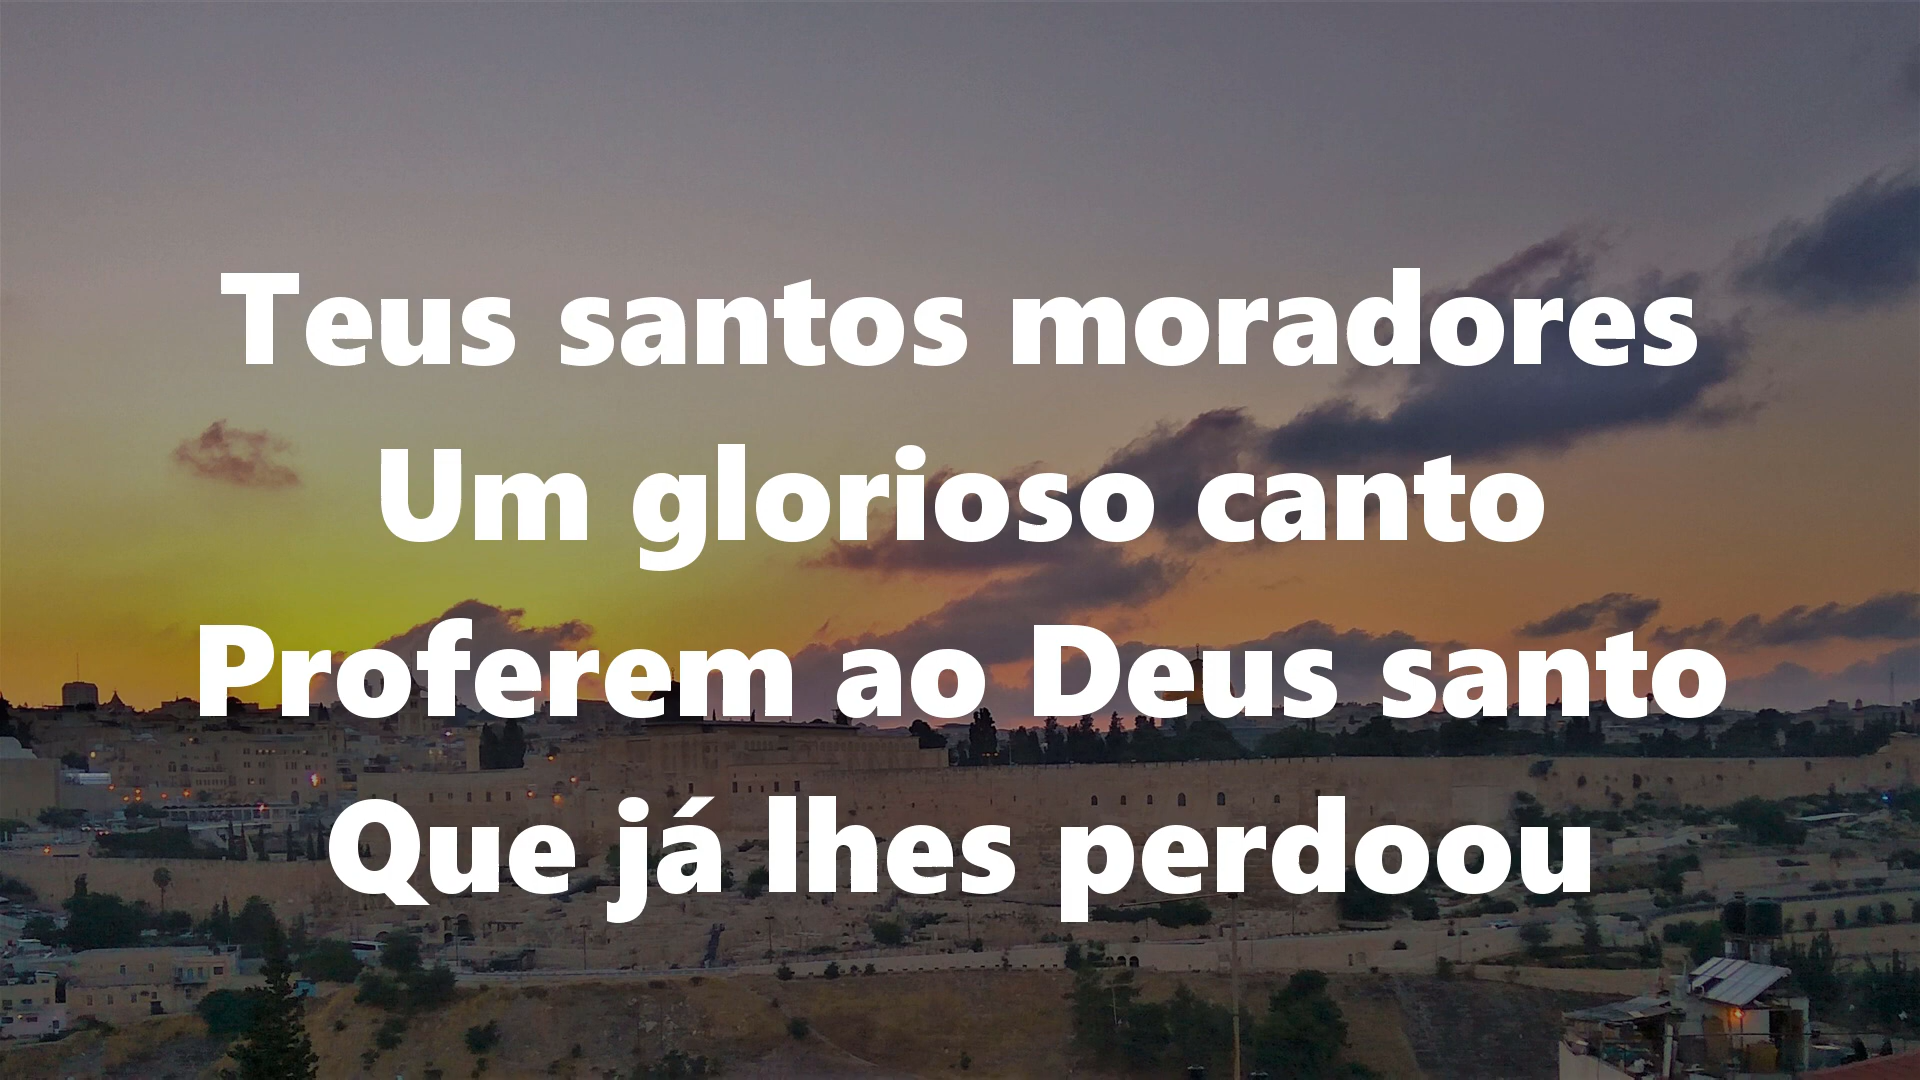 Teus santos moradores
Um glorioso canto
Proferem ao Deus santo
Que já lhes perdoou